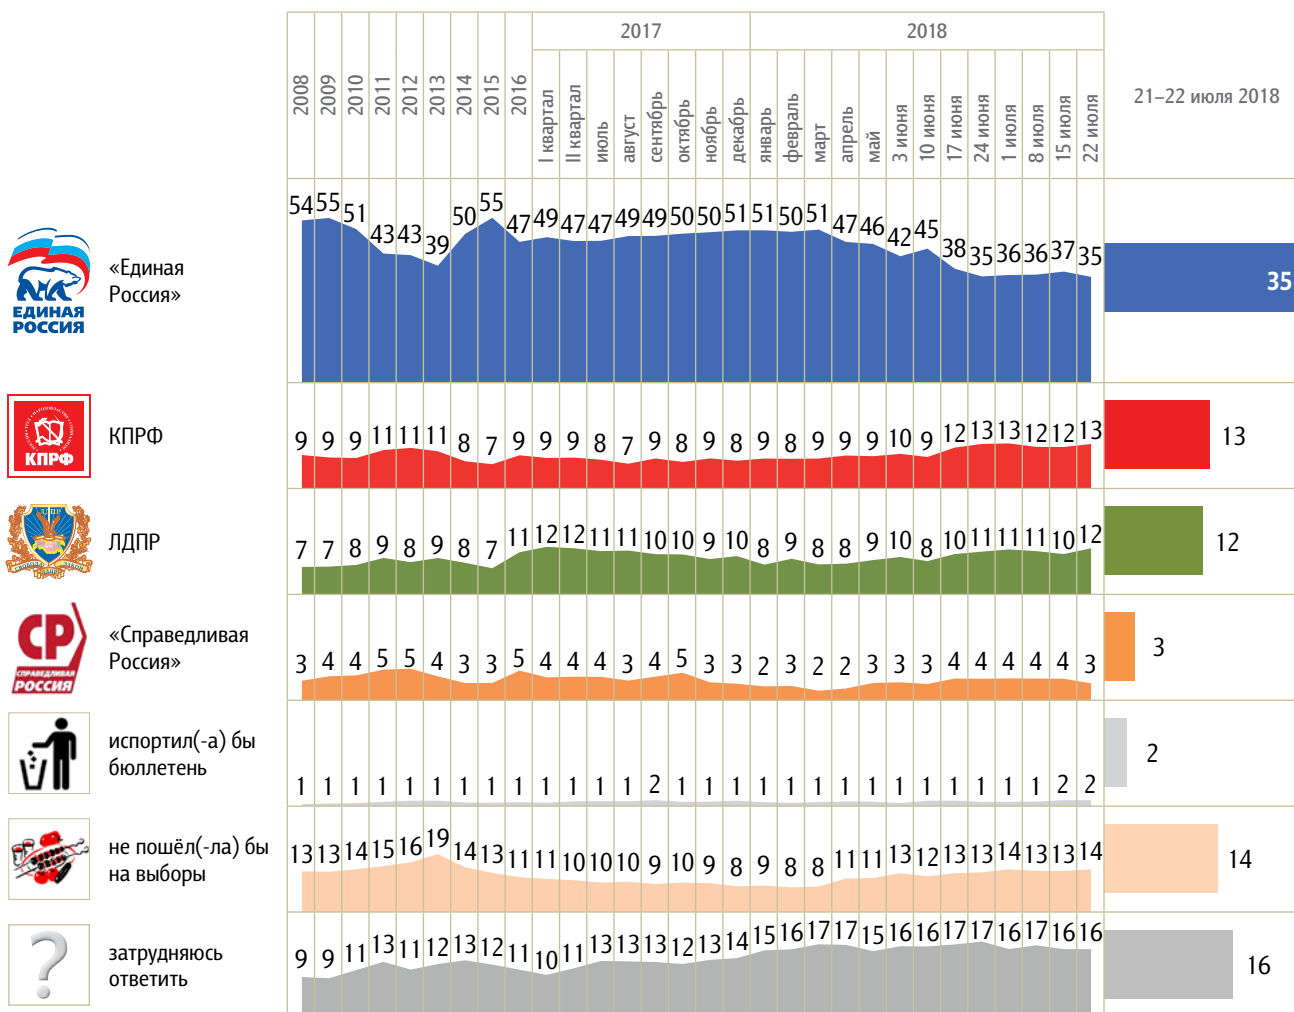 2017
2018
2008
2009
2010
2011
2012
2013
2014
2015
2016
I квартал
II квартал
июль
август
сентябрь
октябрь
ноябрь
декабрь
январь
февраль
март
апрель
май
3 июня
10 июня
17 июня
24 июня
1 июля
8 июля
15 июля
22 июля
21–22 июля 2018
ЕДИНАЯ
РОССИЯ
«Единая
Россия»
54 55 51 43 43 39 50 55 47 49 47 47 49 49 50 50 51 51 50 51 47 46 42 45 38 35 36 36 37 35
35
КПРФ
КПРФ
9 9 9 11 11 11 8 7 9 9 9 8 7 9 8 9 8 9 8 9 9 9 10 9 12 13 13 12 12 13
13
ЛДПР
ЛДПР
7 7 8 9 8 9 8 7 11 12 12 11 11 10 10 9 10 8 9 8 8 9 10 8 10 11 11 11 10 12
12
СР
СПРАВЕДЛИВАЯ
РОССИЯ
«Справедливая
Россия»
3 4 4 5 5 4 3 3 5 4 4 4 3 4 5 3 3 2 3 2 2 3 3 3 4 4 4 4 4 3
3
испортил(-а) бы
бюллетень
1 1 1 1 1 1 1 1 1 1 1 1 1 2 1 1 1 1 1 1 1 1 1 1 1 1 1 1 2 2
2
не пошёл(-ла) бы
на выборы
13 13 14 15 16 19 14 13 11 11 10 10 10 9 10 9 8 9 8 8 11 11 13 12 13 13 14 13 13 14
14
?
затрудняюсь
ответить
9 9 11 13 11 12 13 12 11 10 11 13 13 13 12 13 14 15 16 17 17 15 16 16 17 17 16 17 16 16
16